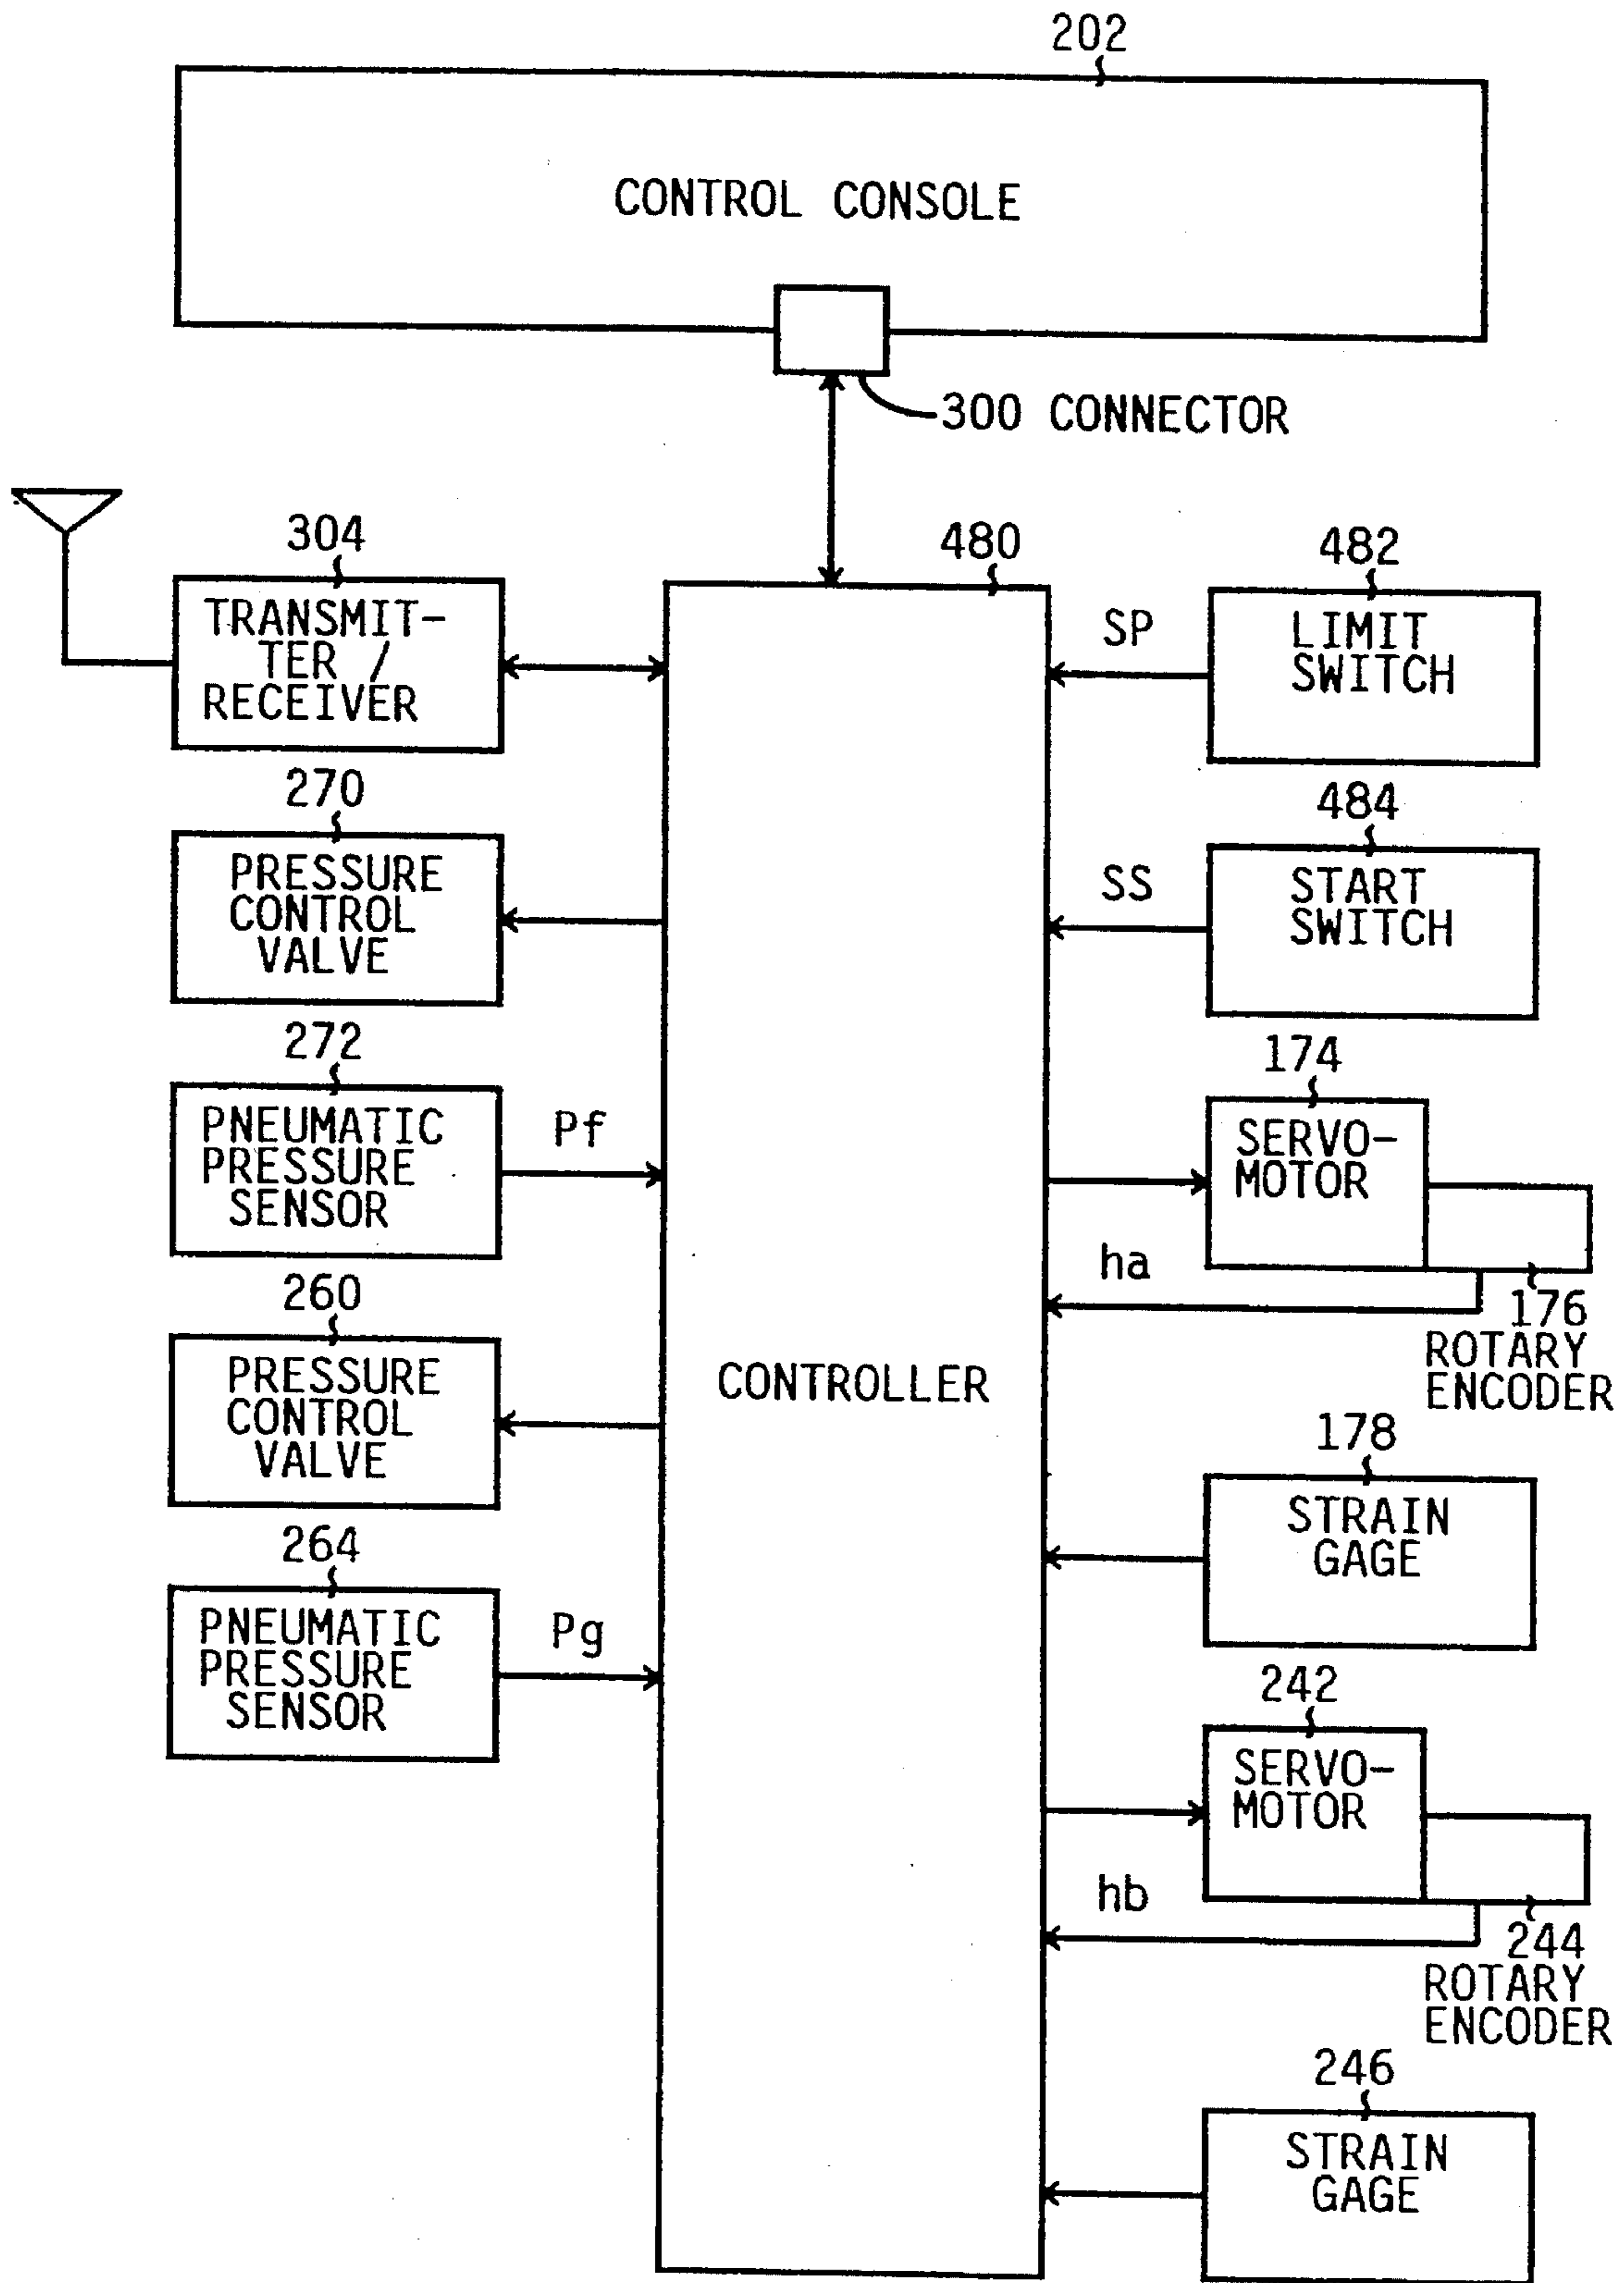 202
CONTROL CONSOLE
300 CONNECTOR
304
TRANSMIT-
TER /
RECEIVER
480
482
SP
LIMIT
SWITCH
270
PRESSURE
CONTROL
VALVE
484
SS
START
SWITCH
272
PNEUMATIC
PRESSURE
SENSOR
Pf
174
SERVO-
MOTOR
ha
176
ROTARY
ENCODER
260
PRESSURE
CONTROL
VALVE
CONTROLLER
178
STRAIN
GAGE
264
PNEUMATIC
PRESSURE
SENSOR
Pg
242
SERVO-
MOTOR
hb
244
ROTARY
ENCODER
246
STRAIN
GAGE